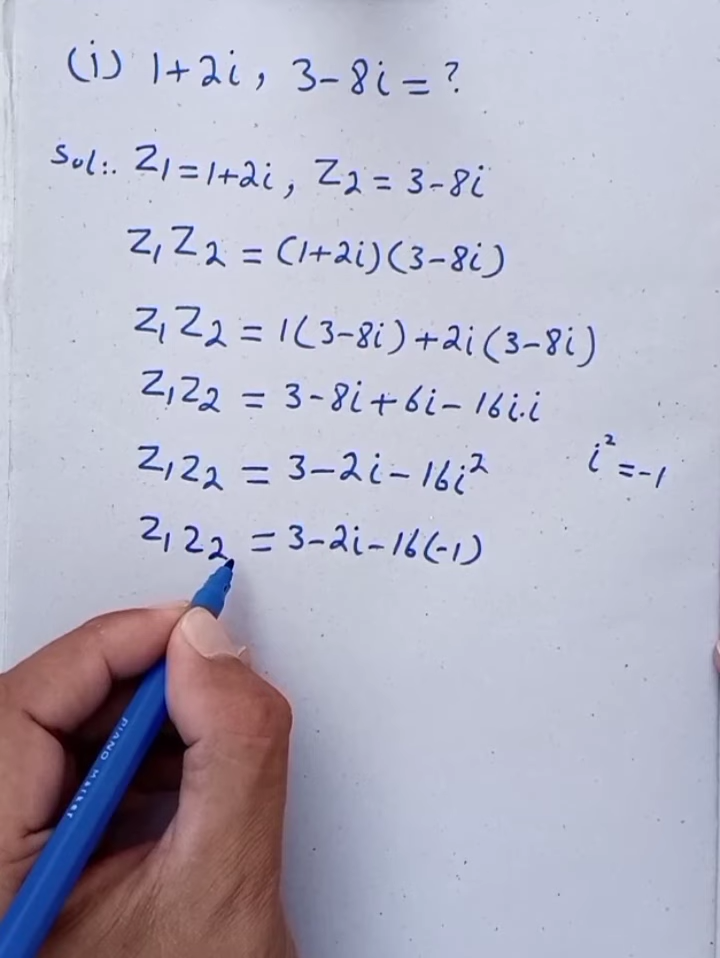 (i) 1+2i, 3-8i = ?
Sol:. Z₁=1+2i, Z₂ = 3-8i
Z₁Z₂ = (1+2i)(3-8i)
Z₁Z₂ = 1(3-8i)+2i(3-8i)
Z₁Z₂ = 3-8i+6i-16i.i
Z₁Z₂ = 3-2i-16i² i²=-1
Z₁Z₂ = 3-2i-16(-1)
PIANO Marker